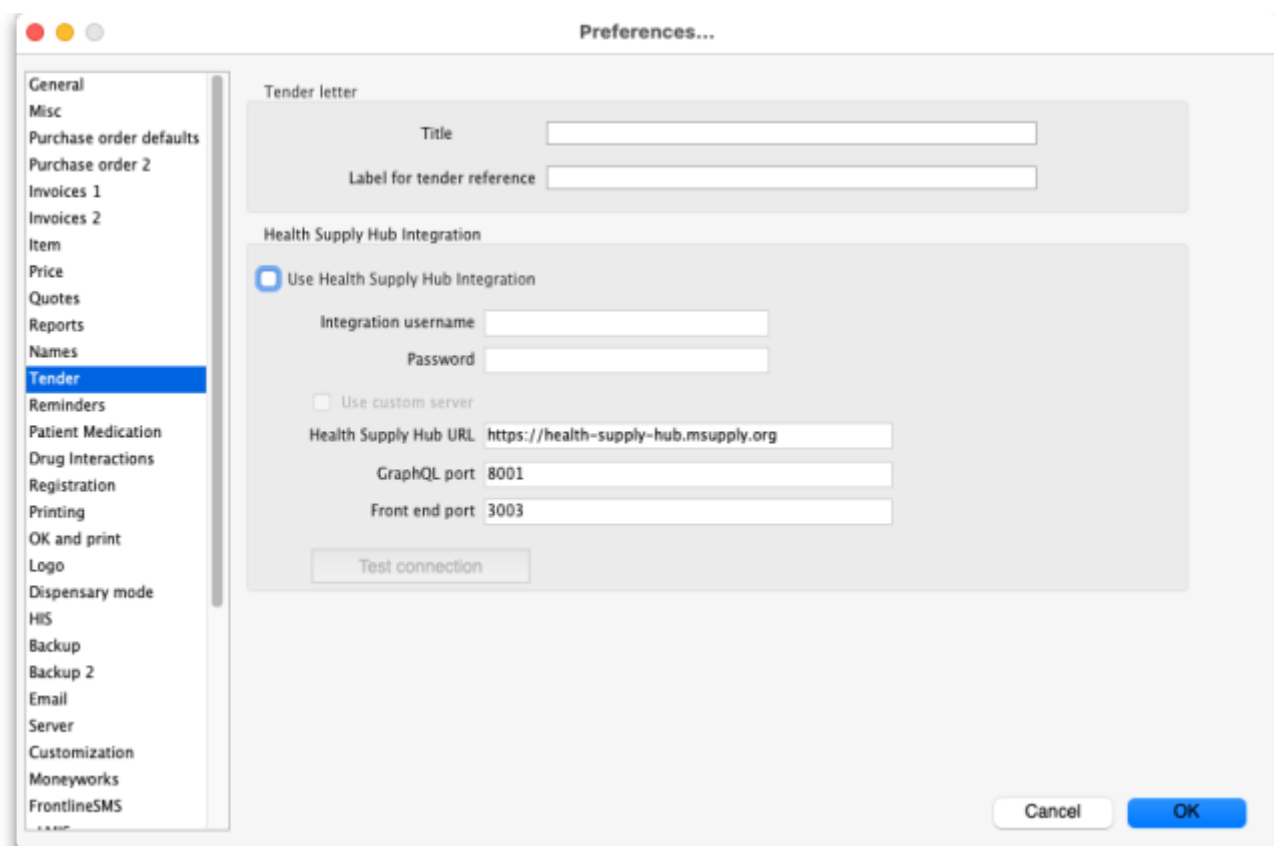 Preferences...
General
Misc
Purchase order defaults
Purchase order 2
Invoices 1
Invoices 2
Item
Price
Quotes
Reports
Names
Tender
Reminders
Patient Medication
Drug Interactions
Registration
Printing
OK and print
Logo
Dispensary mode
HIS
Backup
Backup 2
Email
Server
Customization
Moneyworks
FrontlineSMS
Tender letter
Title
Label for tender reference
Health Supply Hub Integration
Use Health Supply Hub Integration
Integration username
Password
Use custom server
Health Supply Hub URL https://health-supply-hub.msupply.org
GraphQL port 8001
Front end port 3003
Test connection
Cancel OK